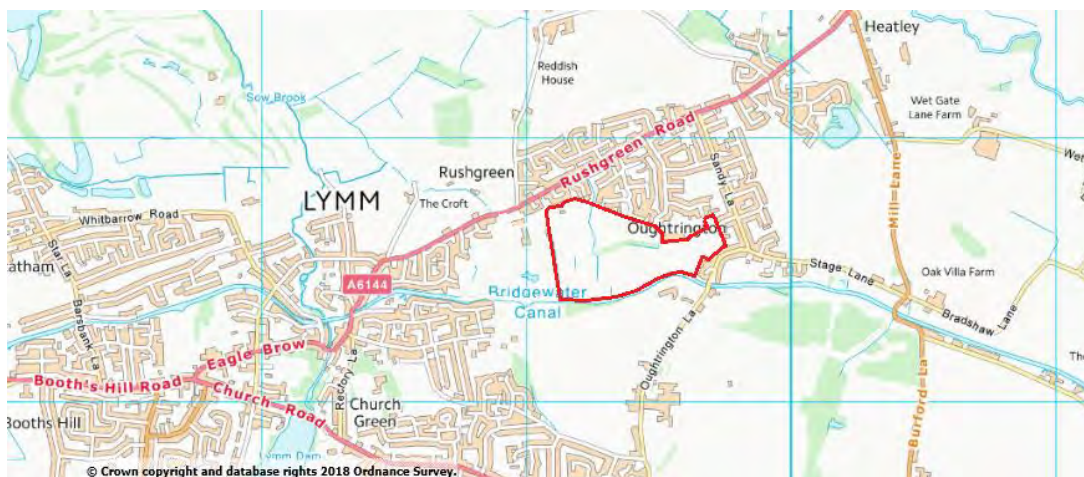 Heatley
Reddish
House
Sow Brook
Wet Gate
Lane Farm
Rushgreen Road
Wet
Rushgreen
Sandy La
Mill Lane
LYMM
The Croft
Whitbarrow Road
Oughtrington
Star La
atham
Stage Lane
Oak Villa Farm
A6144
Bridgewater
Canal
Barsbank La
Bradshaw Lane
Oughtrington La
Eagle Brow
The
Rectory La
Booth's Hill Road
Church Road
Church
Green
Burford La
Booths Hill
Lymm Dam
© Crown copyright and database rights 2018 Ordnance Survey.